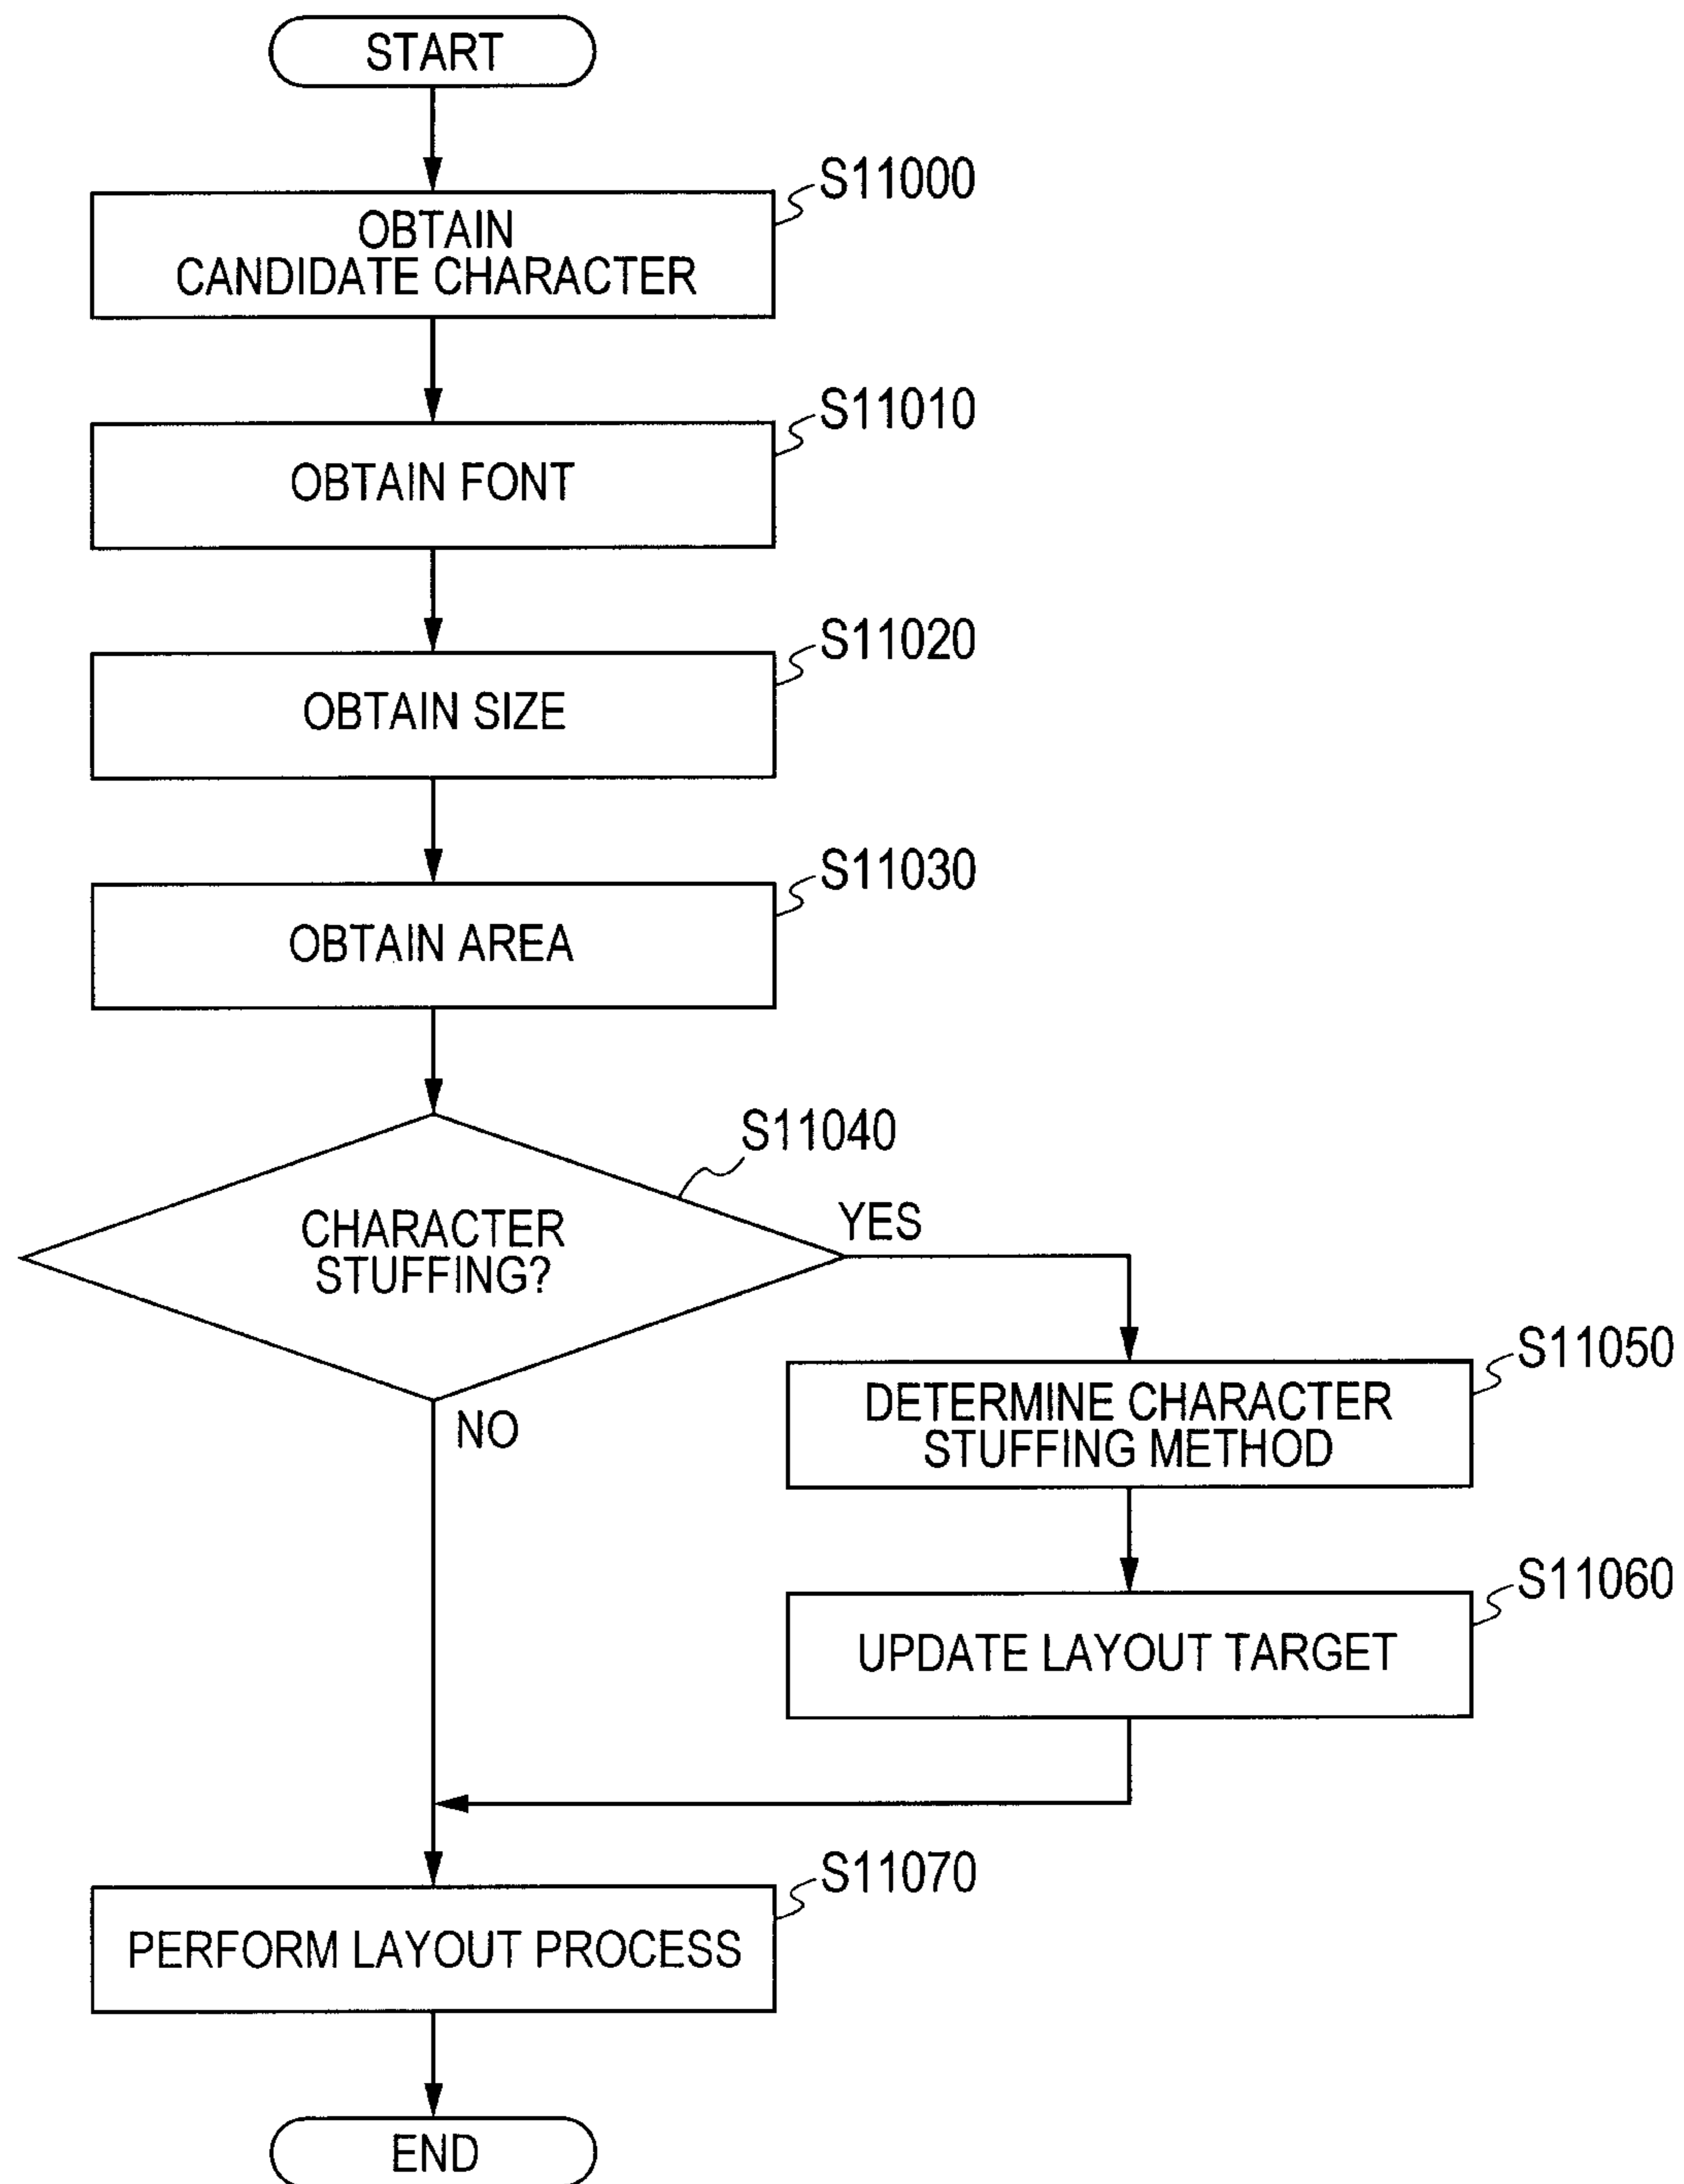 START
S11000
OBTAIN
CANDIDATE CHARACTER
S11010
OBTAIN FONT
S11020
OBTAIN SIZE
S11030
OBTAIN AREA
S11040
CHARACTER
STUFFING?
YES
NO
S11050
DETERMINE CHARACTER
STUFFING METHOD
S11060
UPDATE LAYOUT TARGET
S11070
PERFORM LAYOUT PROCESS
END